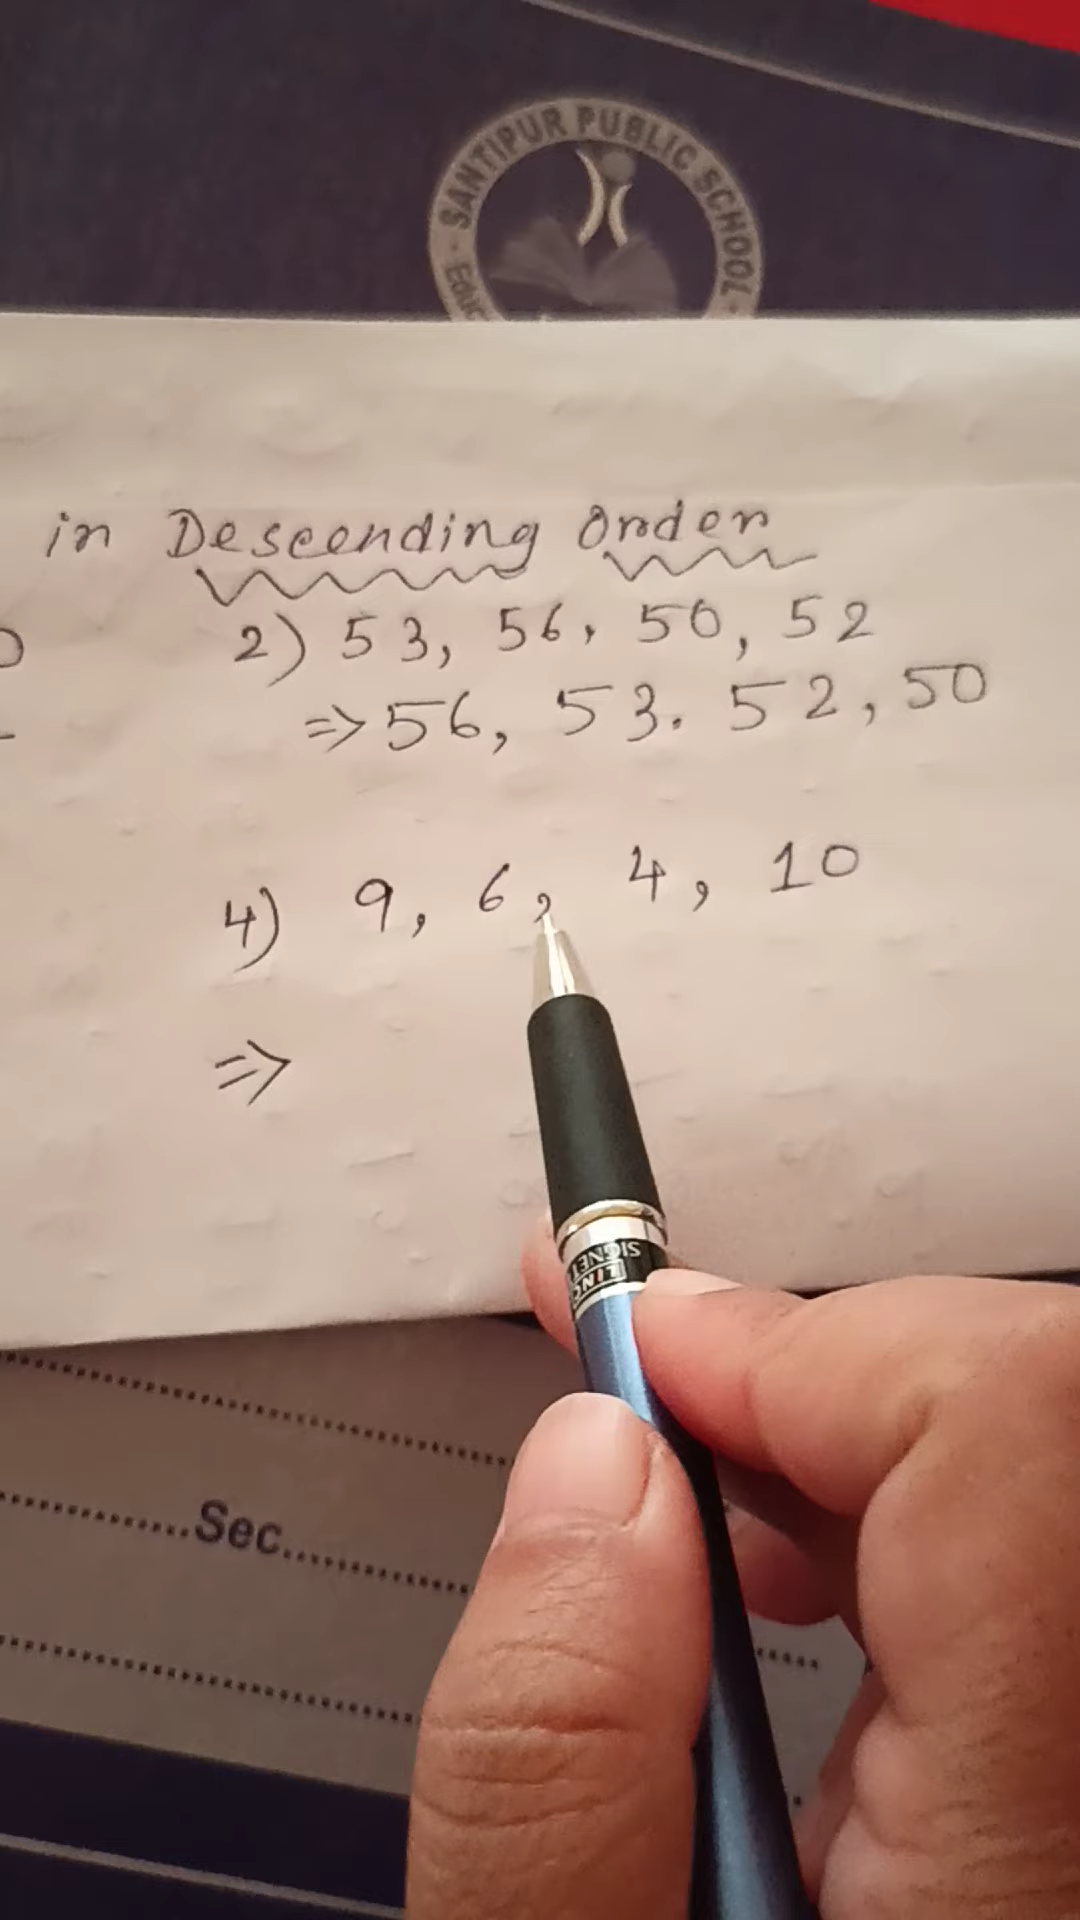 SANTIPUR PUBLIC SCHOOL
in Descending Order
2) 53, 56, 50, 52
⇒ 56, 53. 52, 50
4) 9, 6, 4, 10
⇒
SIGNET
LINC
Sec.